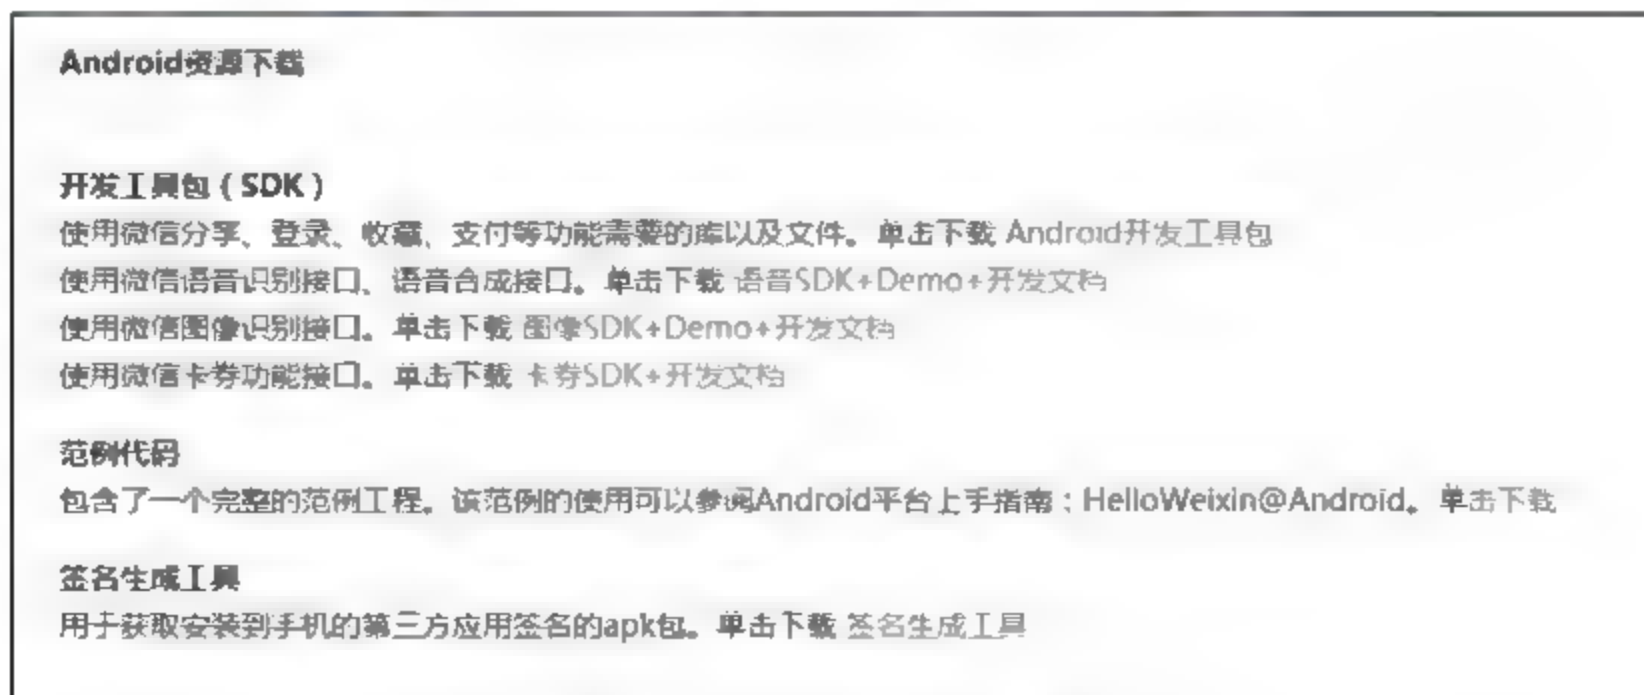 Android资源下载
开发工具包（SDK）
使用微信分享、登录、收藏、支付等功能需要的库以及文件。单击下载 Android开发工具包
使用微信语音识别接口、语音合成接口。单击下载 语音SDK+Demo+开发文档
使用微信图像识别接口。单击下载 图像SDK+Demo+开发文档
使用微信卡券功能接口。单击下载 卡券SDK+开发文档
范例代码
包含了一个完整的范例工程。该范例的使用可以参阅Android平台上手指南：HelloWeixin@Android。单击下载
签名生成工具
用于获取安装到手机的第三方应用签名的apk包。单击下载 签名生成工具